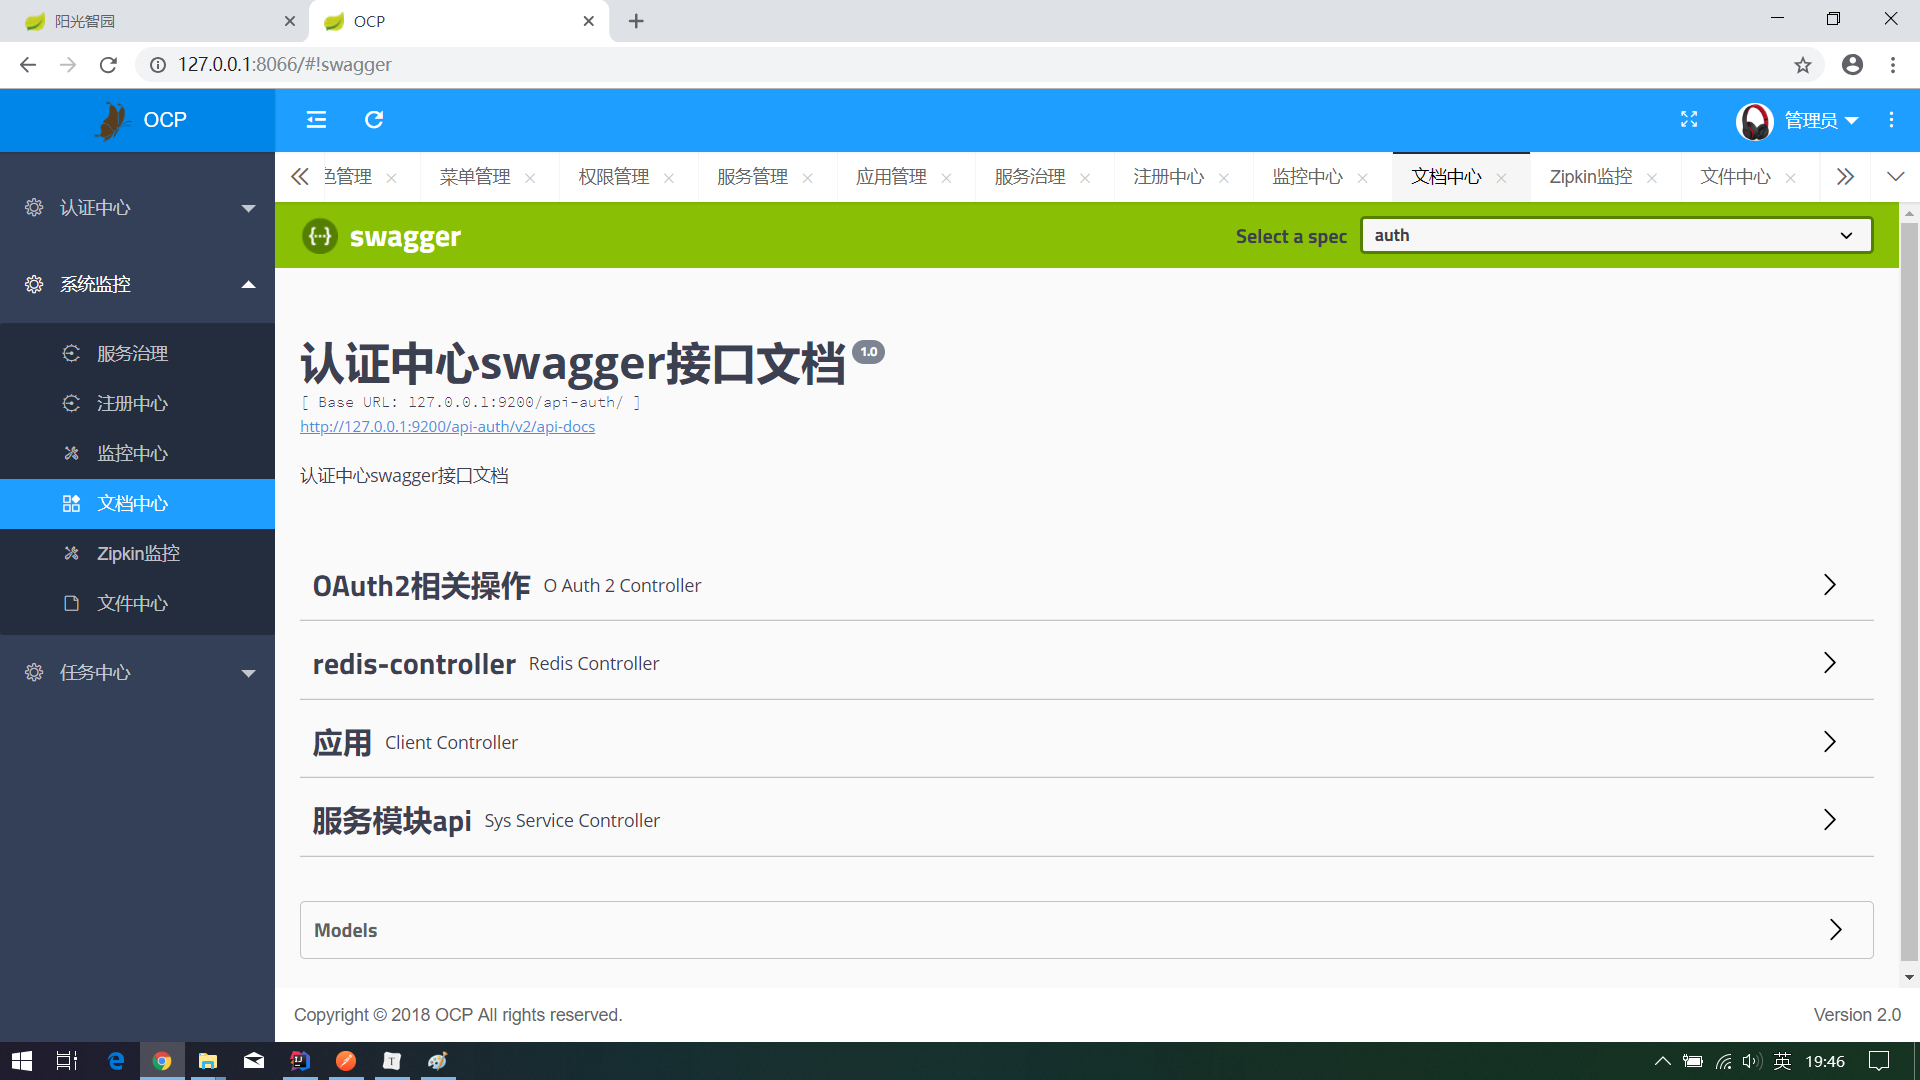 阳光智园
OCP
127.0.0.1:8066/#!swagger
OCP
管理员
色管理
菜单管理
权限管理
服务管理
应用管理
服务治理
注册中心
监控中心
文档中心
Zipkin监控
文件中心
认证中心
系统监控
服务治理
注册中心
监控中心
文档中心
Zipkin监控
文件中心
任务中心
swagger
Select a spec
auth
认证中心swagger接口文档 1.0
[ Base URL: 127.0.0.1:9200/api-auth/ ]
http://127.0.0.1:9200/api-auth/v2/api-docs
认证中心swagger接口文档
OAuth2相关操作 O Auth 2 Controller
redis-controller Redis Controller
应用 Client Controller
服务模块api Sys Service Controller
Models
Copyright © 2018 OCP All rights reserved.
Version 2.0
英
19:46